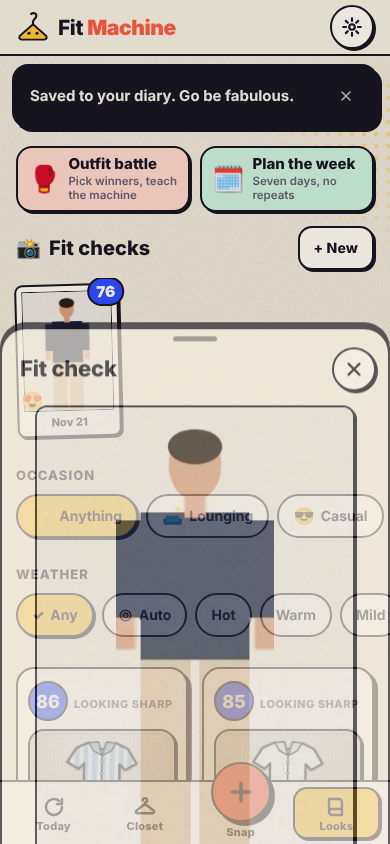 Fit Machine
Saved to your diary. Go be fabulous.
Outfit battle
Pick winners, teach
the machine
Plan the week
Seven days, no
repeats
Fit checks
+ New
76
Nov 21
Fit check
OCCASION
Anything
Lounging
Casual
WEATHER
Any
Auto
Hot
Warm
Mild
86 LOOKING SHARP
85 LOOKING SHARP
Today
Closet
Snap
Looks